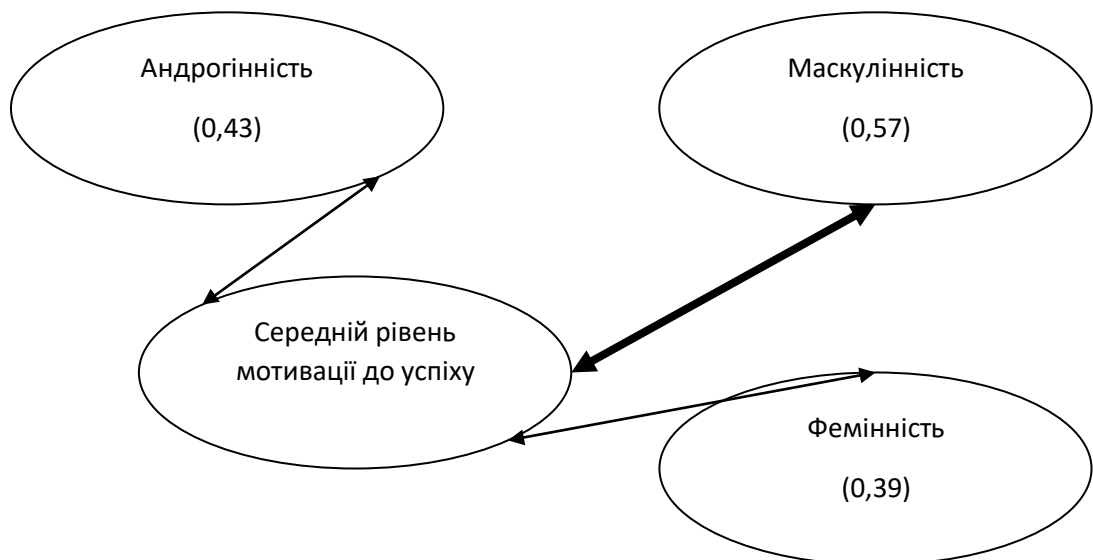 Андрогінність
(0,43)
Маскулінність
(0,57)
Середній рівень
мотивації до успіху
Фемінність
(0,39)